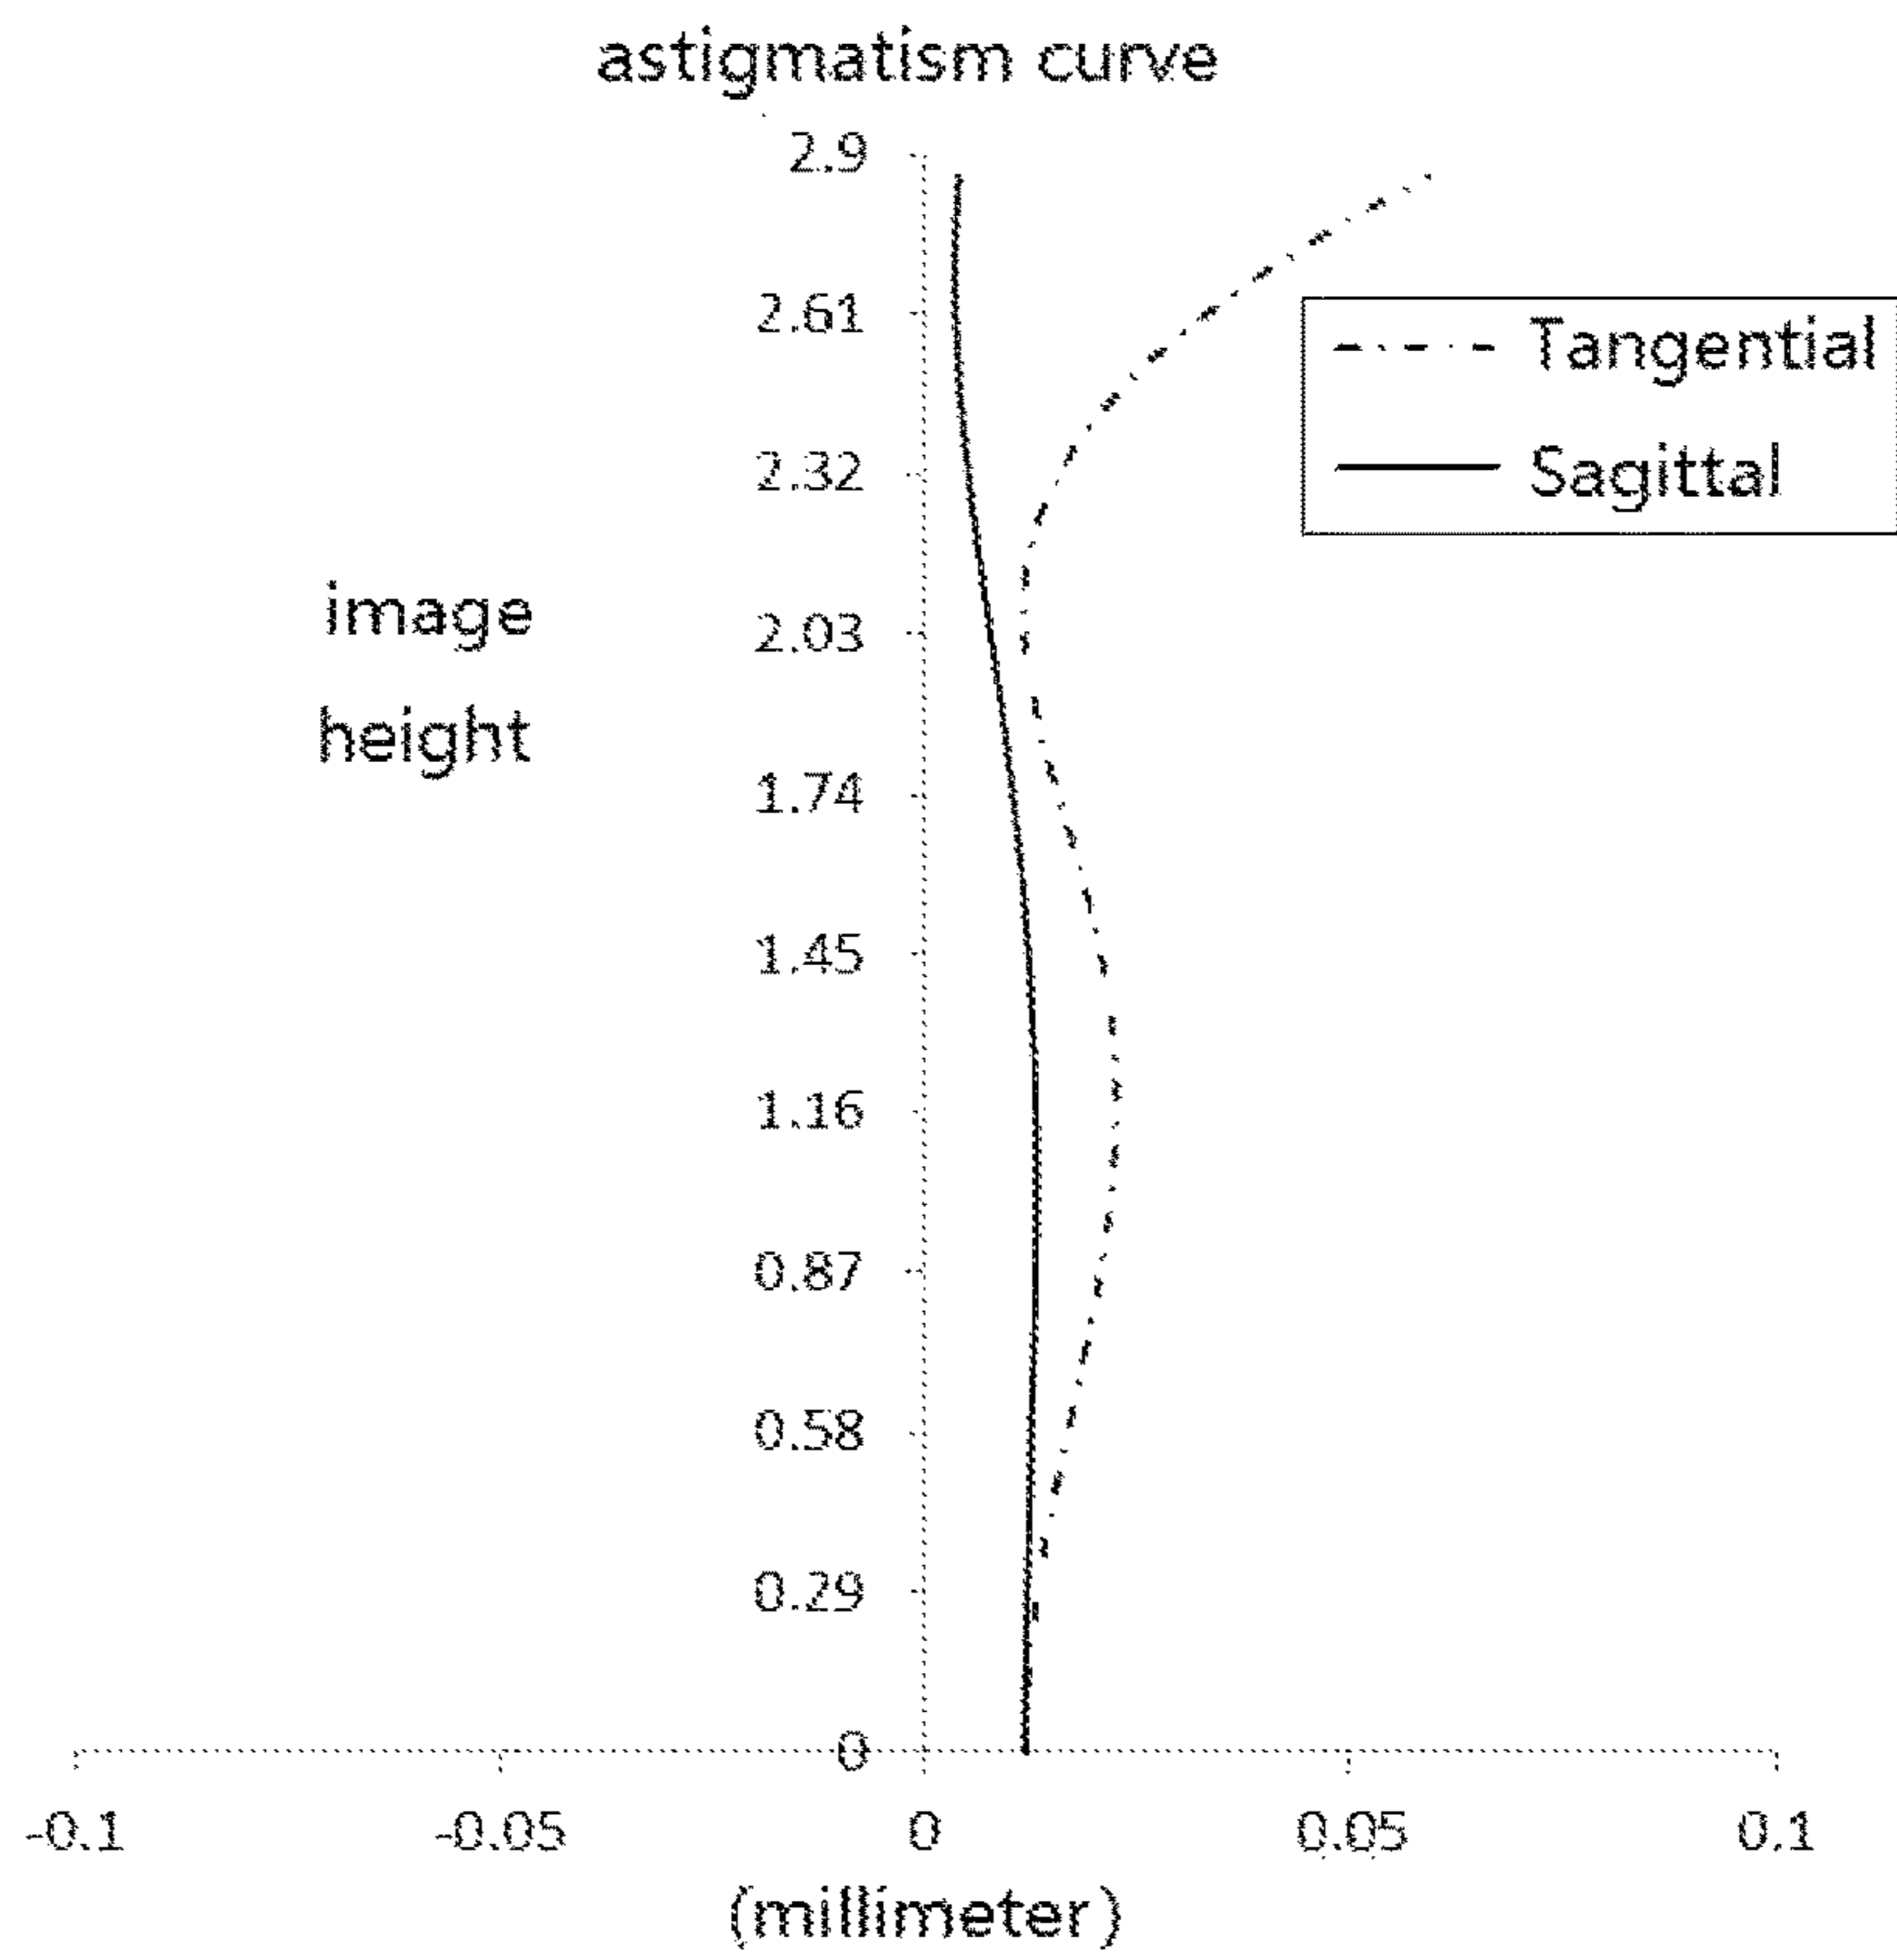 astigmatism curve
2.9
2.61
Tangential
2.32
Sagittal
image
height
2.03
1.74
1.45
1.16
0.87
0.58
0.29
0
-0.1 -0.05 0 0.05 0.1
(millimeter)